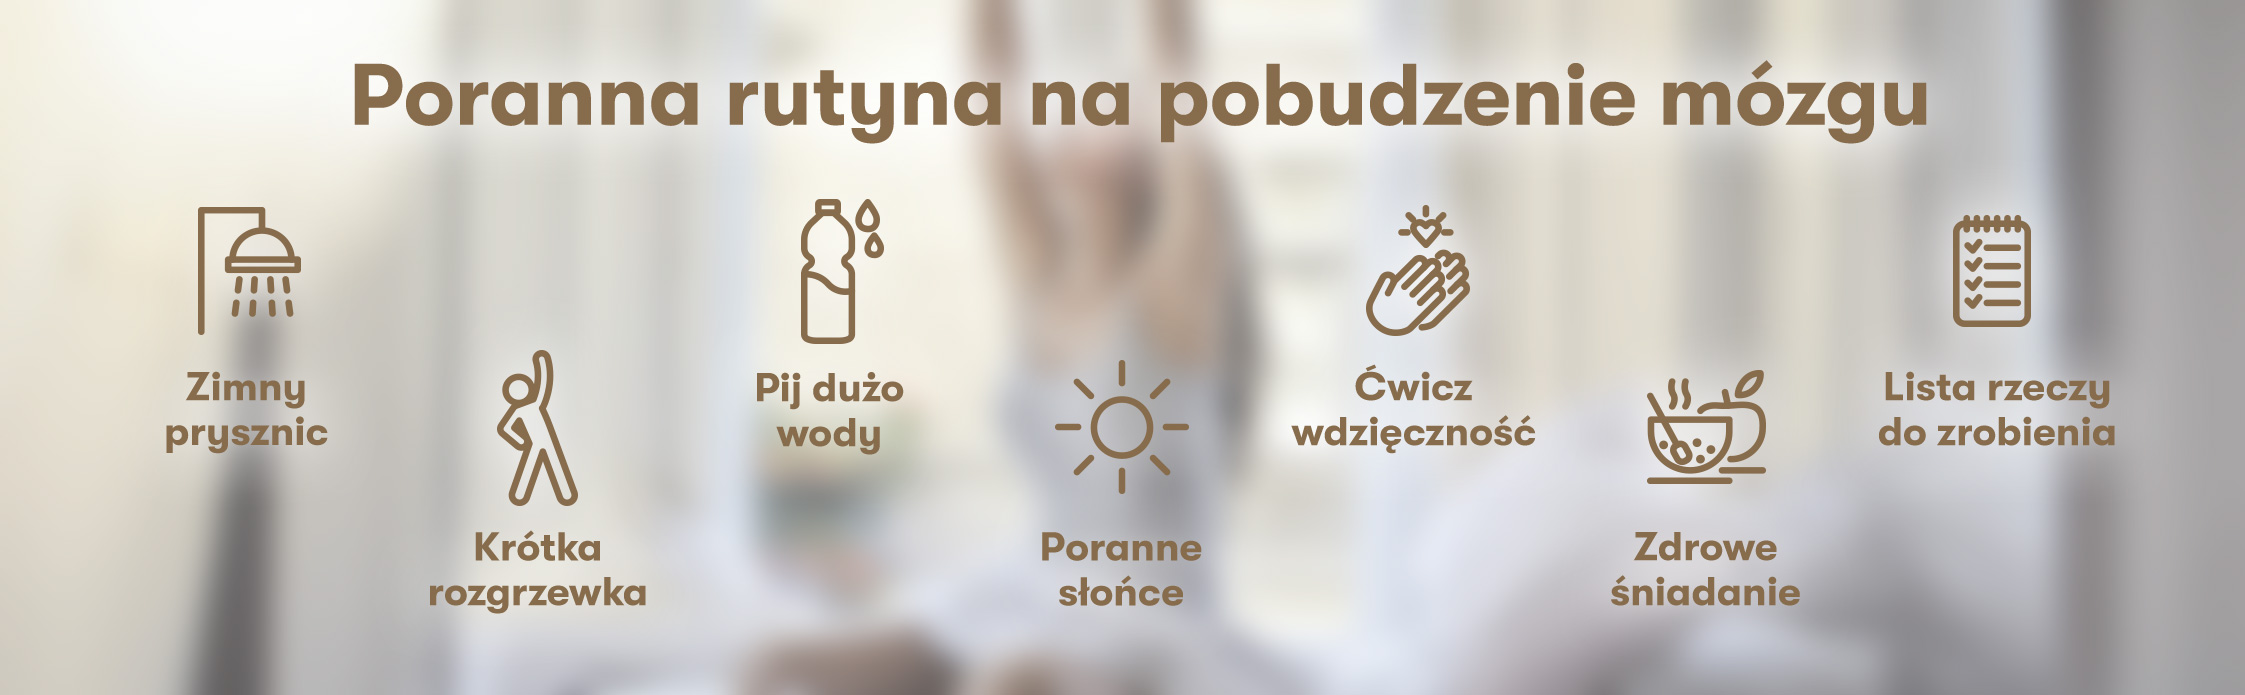 Poranna rutyna na pobudzenie mózgu
Zimny
prysznic
Krótka
rozgrzewka
Pij dużo
wody
Poranne
słońce
Ćwicz
wdzięczność
Zdrowe
śniadanie
Lista rzeczy
do zrobienia